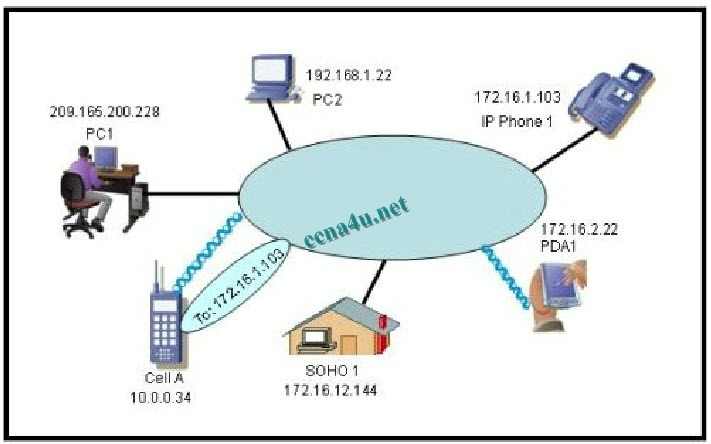 192.168.1.22
PC2
172.16.1.103
IP Phone 1
209.165.200.228
PC1
ccna4u.net
172.16.2.22
PDA1
To: 172.16.1.103
SOHO 1
172.16.12.144
Cell A
10.0.0.34